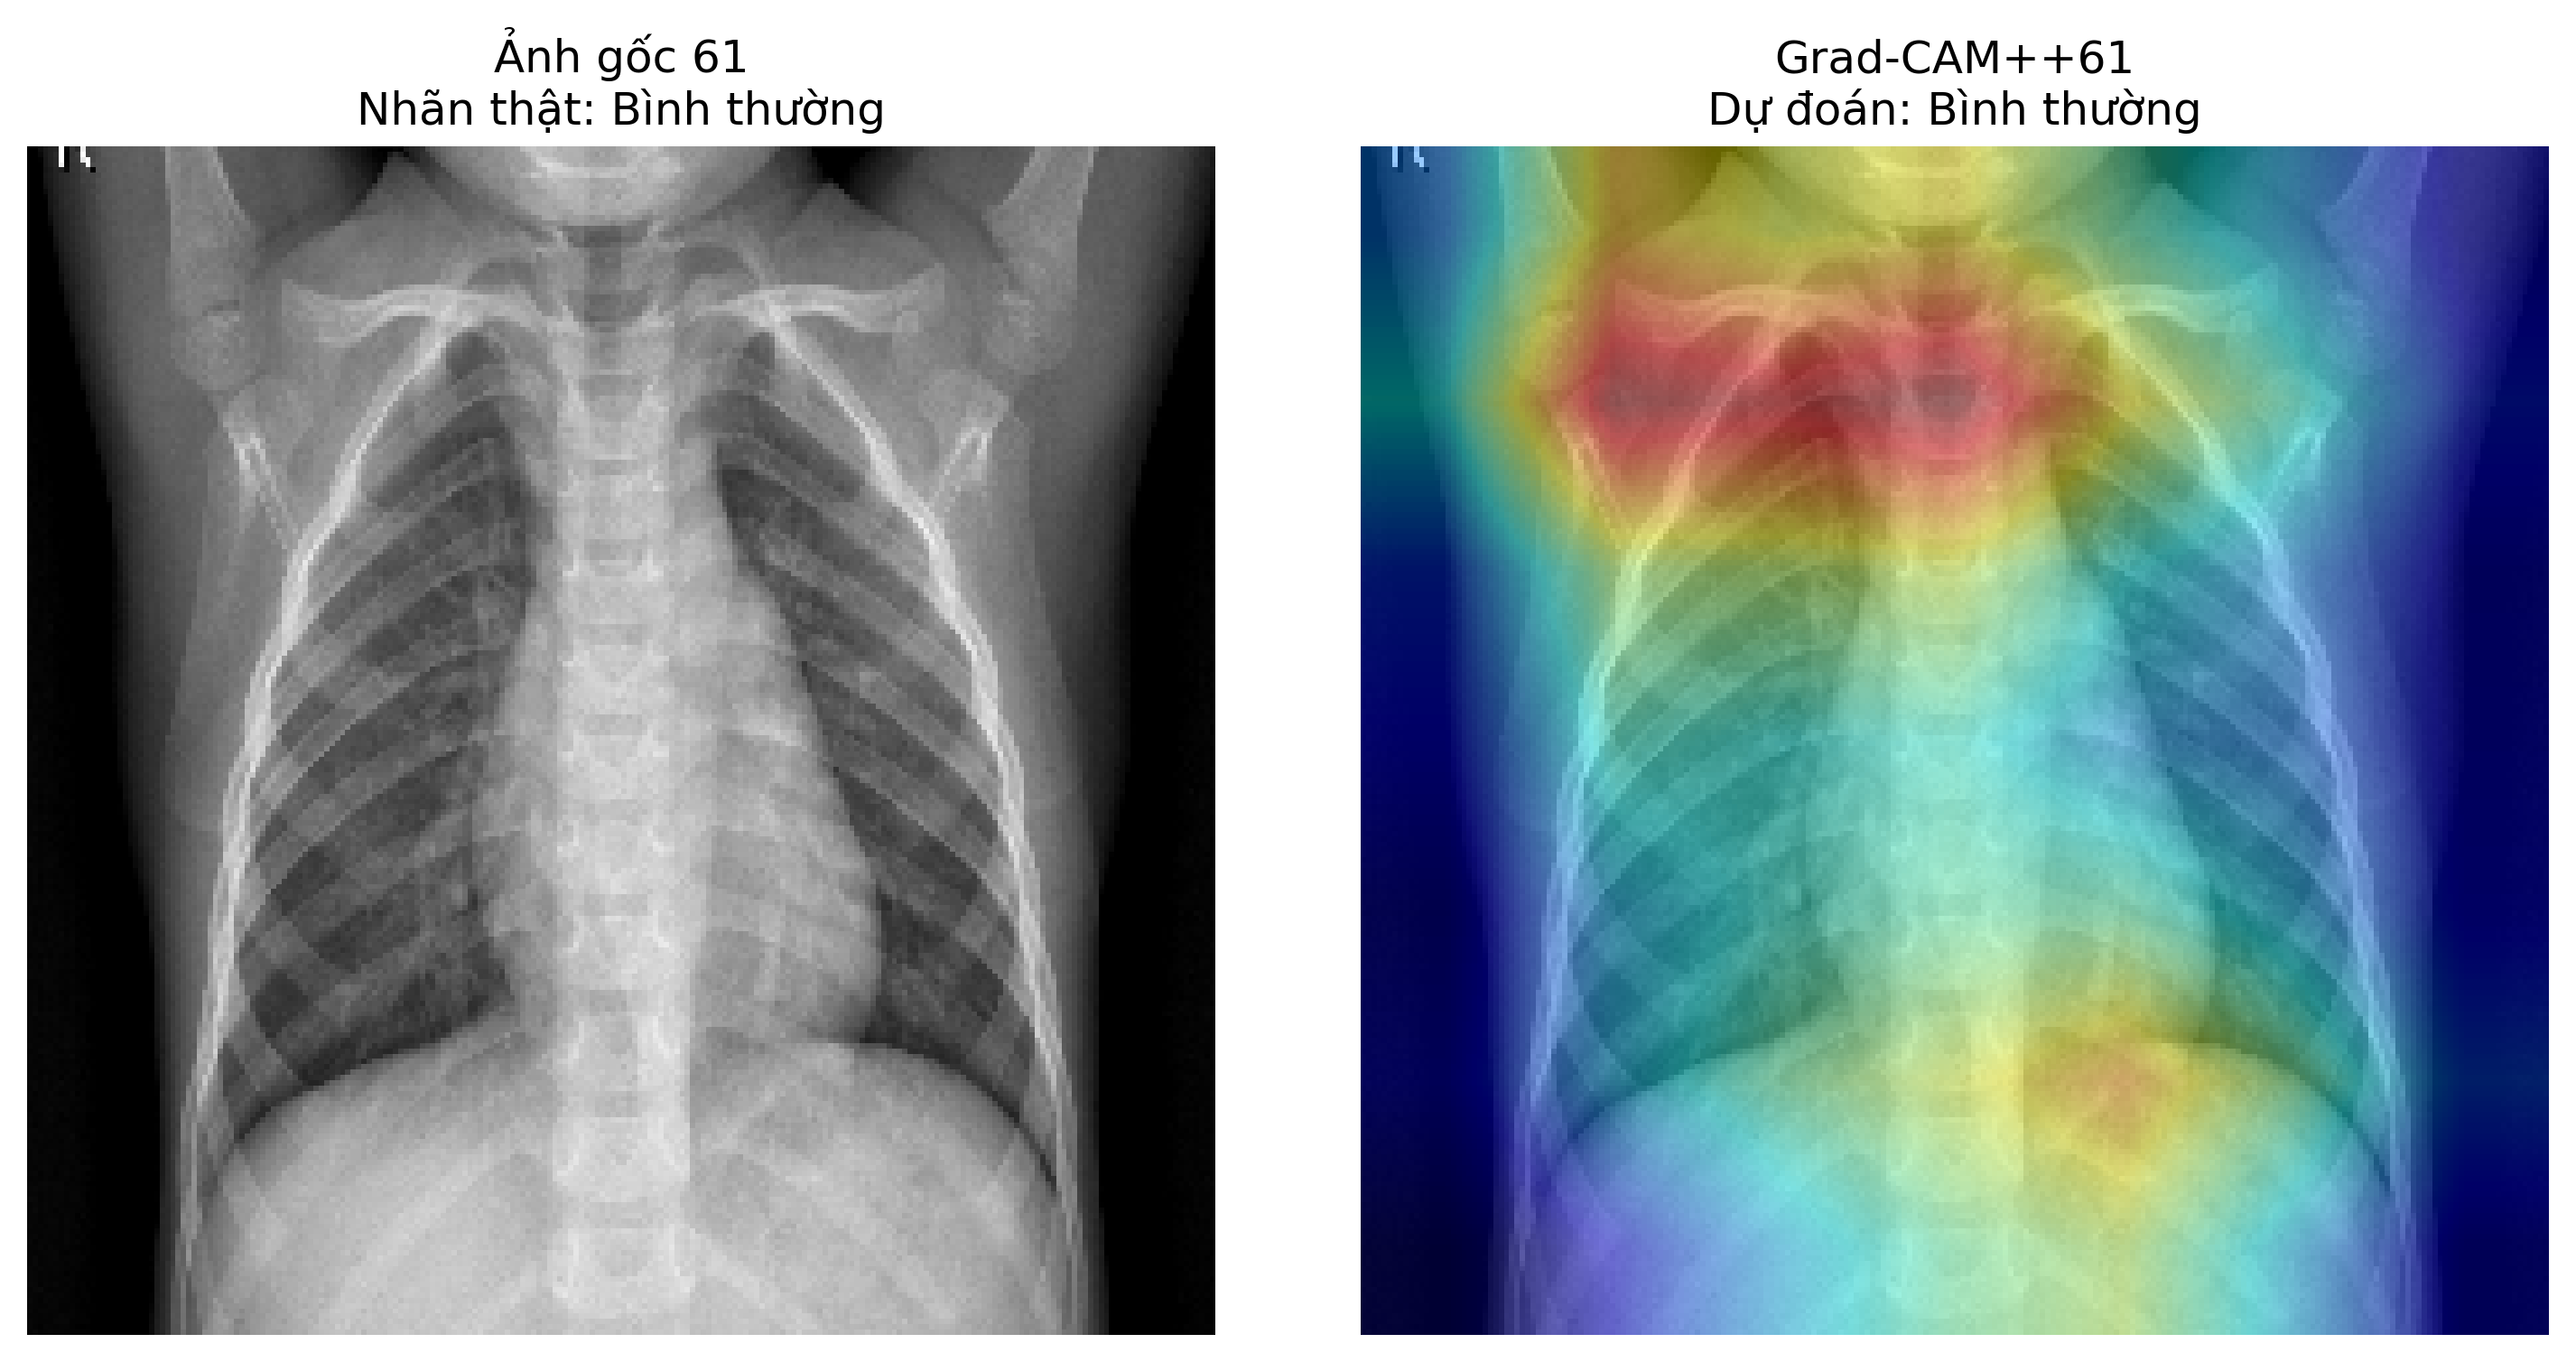 Ảnh gốc 61
Nhãn thật: Bình thường
Grad-CAM++61
Dự đoán: Bình thường